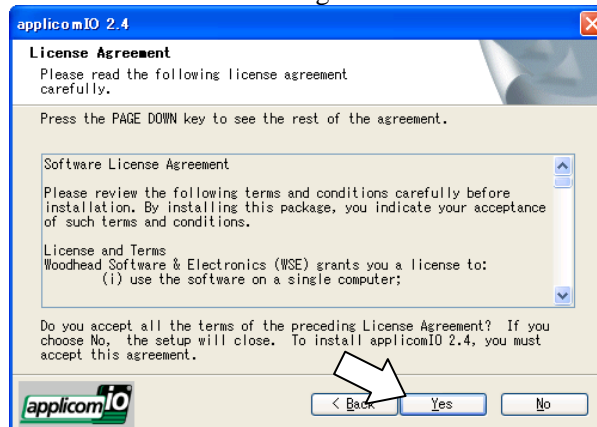 applicomIO 2.4
License Agreement
Please read the following license agreement
carefully.
Press the PAGE DOWN key to see the rest of the agreement.
Software License Agreement
Please review the following terms and conditions carefully before
installation. By installing this package, you indicate your acceptance
of such terms and conditions.
License and Terms
Woodhead Software & Electronics (WSE) grants you a license to:
(i) use the software on a single computer;
Do you accept all the terms of the preceding License Agreement? If you
choose No, the setup will close. To install applicomIO 2.4, you must
accept this agreement.
applicom IO
< Back Yes No